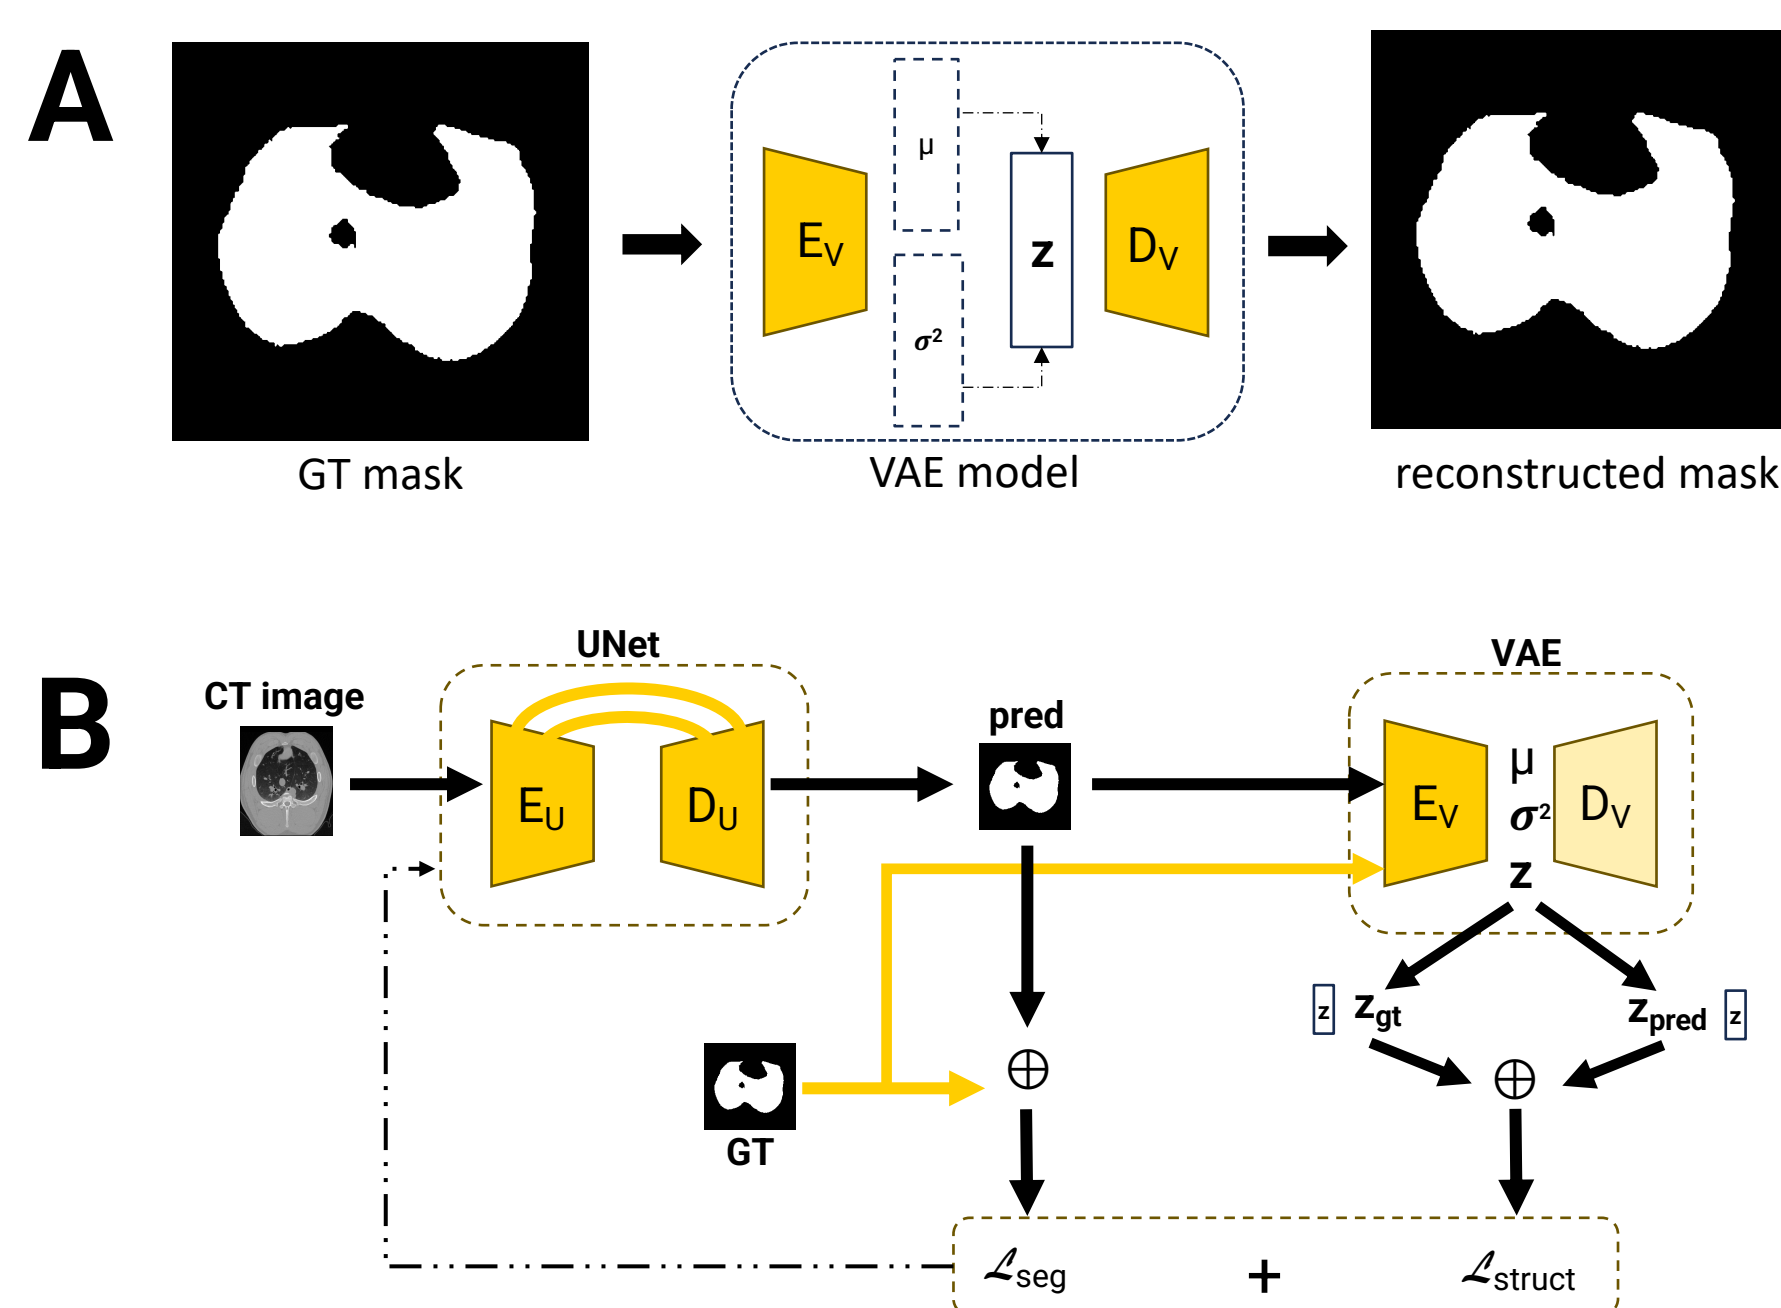 A
μ
E_V
z
D_V
σ²
GT mask
VAE model
reconstructed mask
B
UNet
VAE
CT image
pred
μ
E_U
D_U
E_V
σ²
D_V
z
z
z_gt
z_pred
z
GT
ℒ_seg
+
ℒ_struct